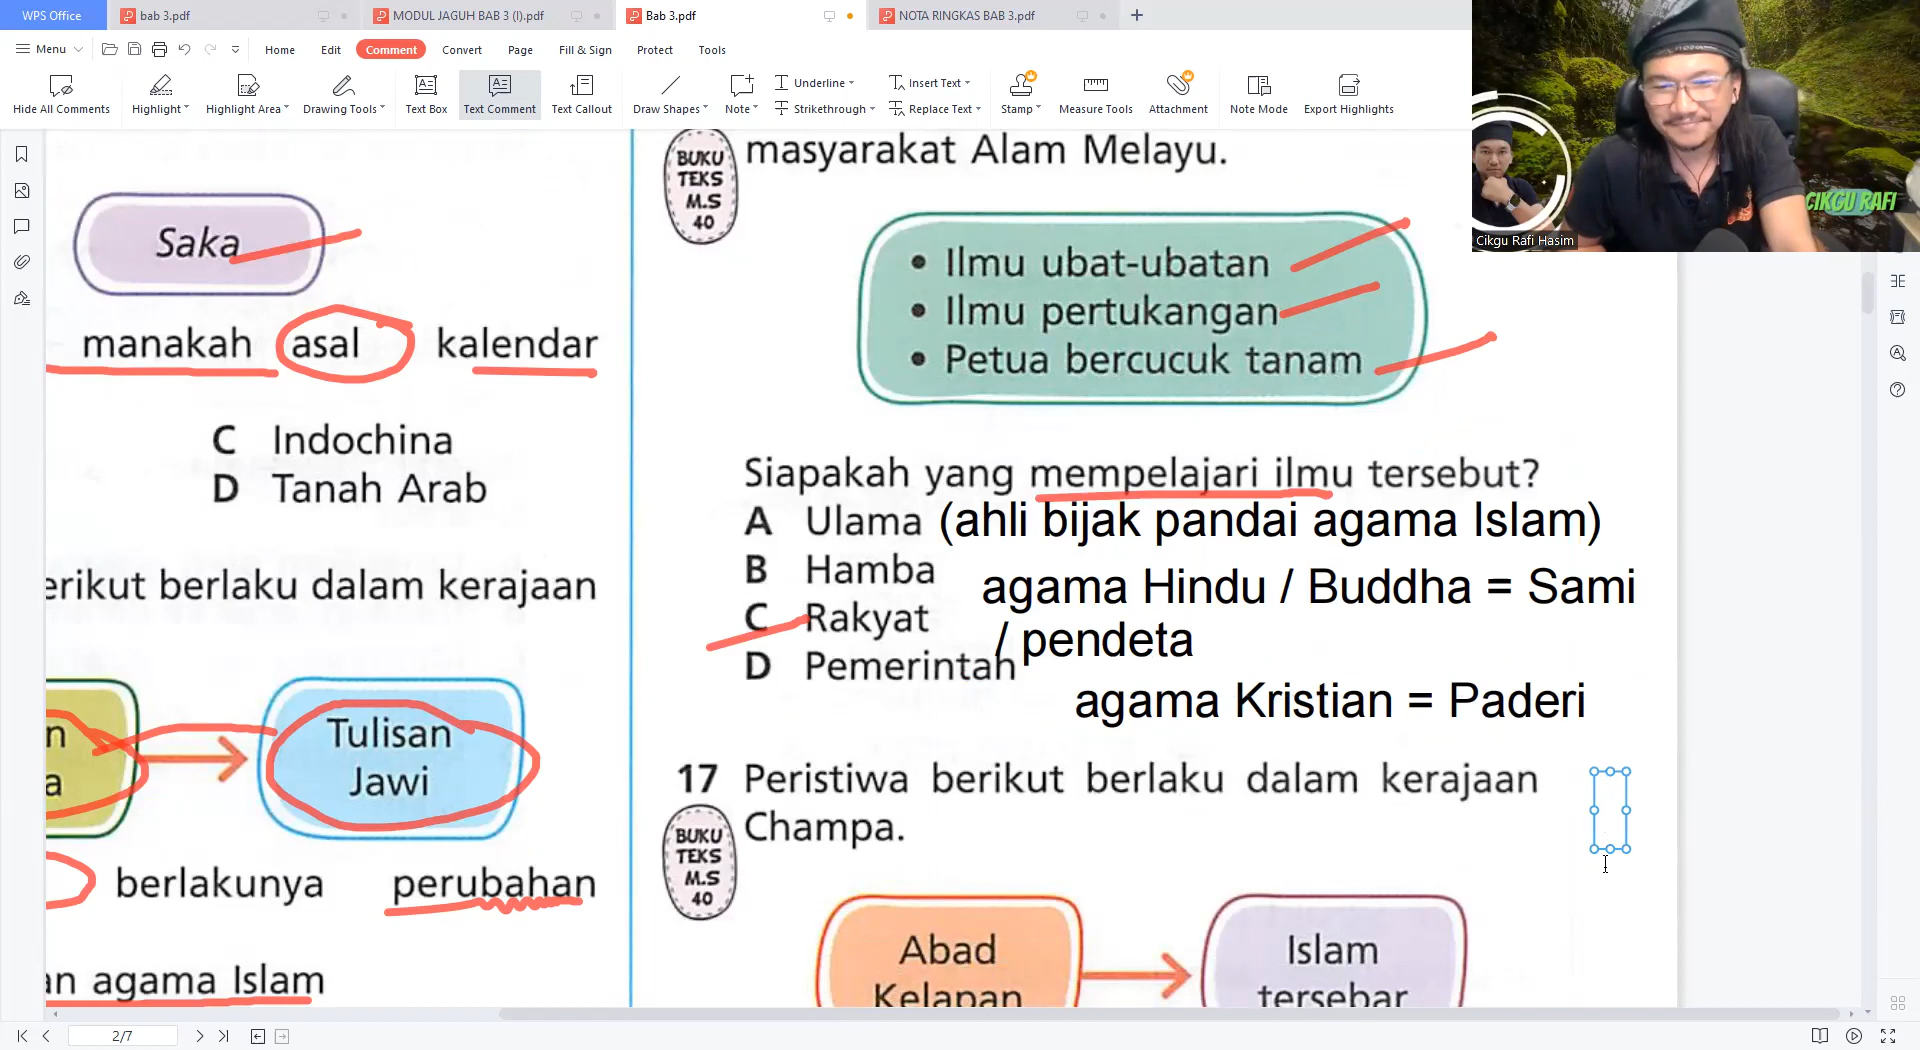 WPS Office
bab 3.pdf
MODUL JAGUH BAB 3 (I).pdf
Bab 3.pdf
NOTA RINGKAS BAB 3.pdf
Menu
Home
Edit
Comment
Convert
Page
Fill & Sign
Protect
Tools
Hide All Comments
Highlight
Highlight Area
Drawing Tools
Text Box
Text Comment
Text Callout
Draw Shapes
Note
Underline
Strikethrough
Insert Text
Replace Text
Stamp
Measure Tools
Attachment
Note Mode
Export Highlights
CIKGU RAFI
Cikgu Rafi Hasim
Saka
manakah asal kalendar
C Indochina
D Tanah Arab
erikut berlaku dalam kerajaan
n
a
Tulisan
Jawi
berlakunya perubahan
an agama Islam
BUKU
TEKS
M.S
40
masyarakat Alam Melayu.
• Ilmu ubat-ubatan
• Ilmu pertukangan
• Petua bercucuk tanam
Siapakah yang mempelajari ilmu tersebut?
A Ulama (ahli bijak pandai agama Islam)
B Hamba
agama Hindu / Buddha = Sami
C Rakyat
/ pendeta
D Pemerintah
agama Kristian = Paderi
17 Peristiwa berikut berlaku dalam kerajaan
Champa.
BUKU
TEKS
M.S
40
Abad
Kelapan
Islam
tersebar
2/7